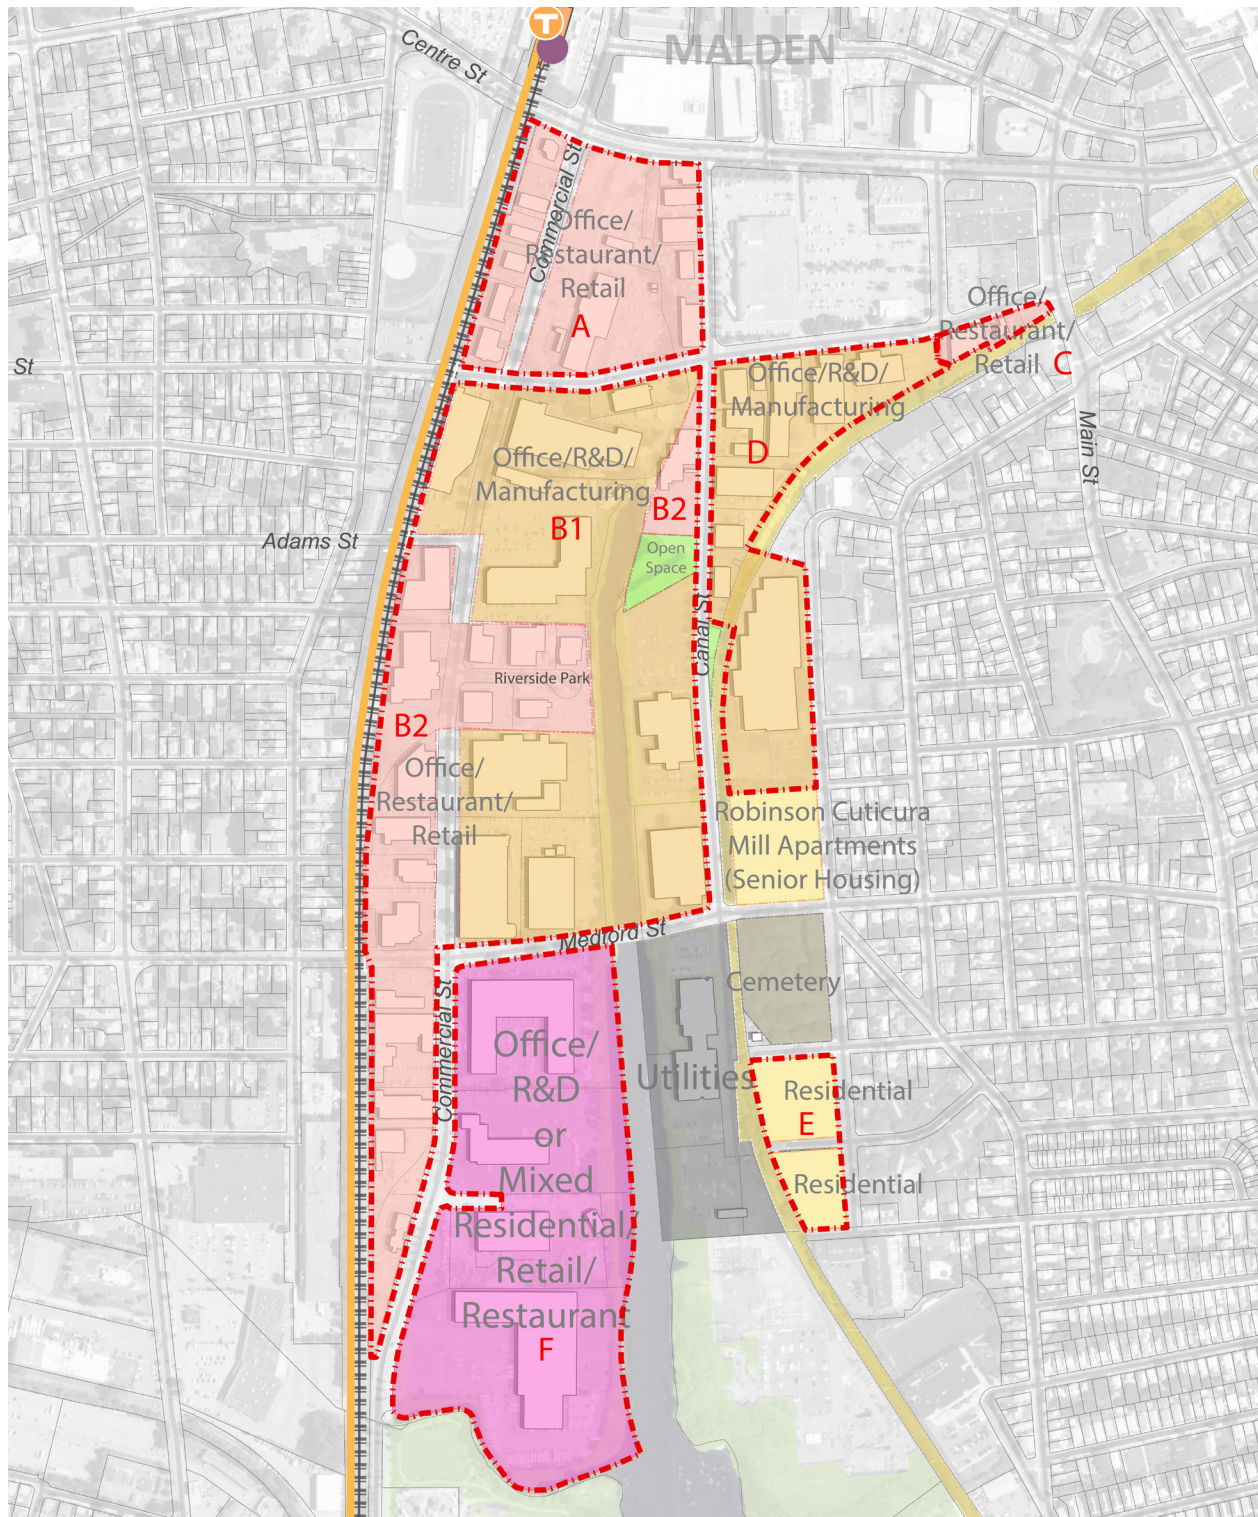 T
MALDEN
Centre St
Commercial St
Office/
Restaurant/
Retail
A
Office/
Restaurant/
Retail
C
St
Office/R&D/
Manufacturing
D
Main St
Office/R&D/
Manufacturing
B1
B2
Adams St
Open
Space
Canal St
Riverside Park
B2
Office/
Restaurant/
Retail
Robinson Cuticura
Mill Apartments
(Senior Housing)
Medford St
Cemetery
Commercial St
Office/
R&D
or
Mixed
Residential/
Retail/
Restaurant
F
Utilities
Residential
E
Residential